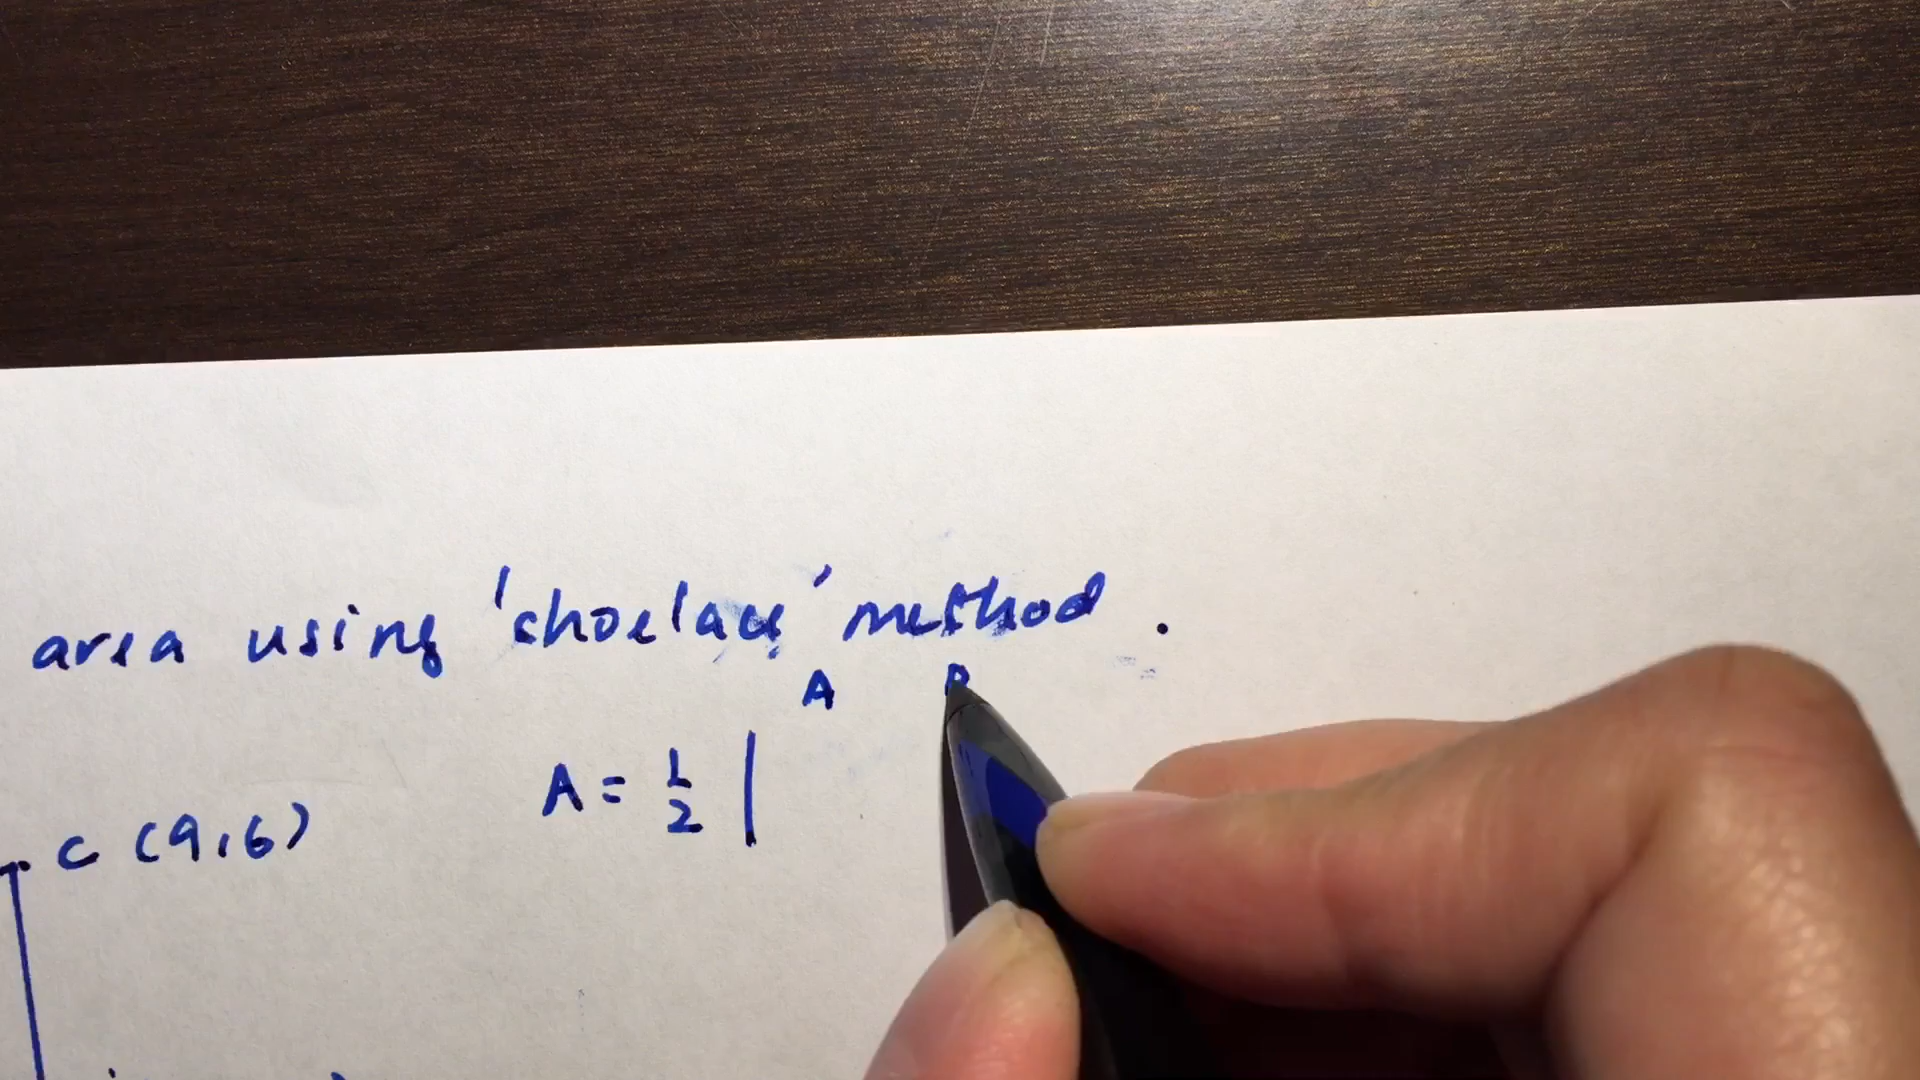 area using 'shoelace' method .
A B
A = 1/2 |
C (9,6)